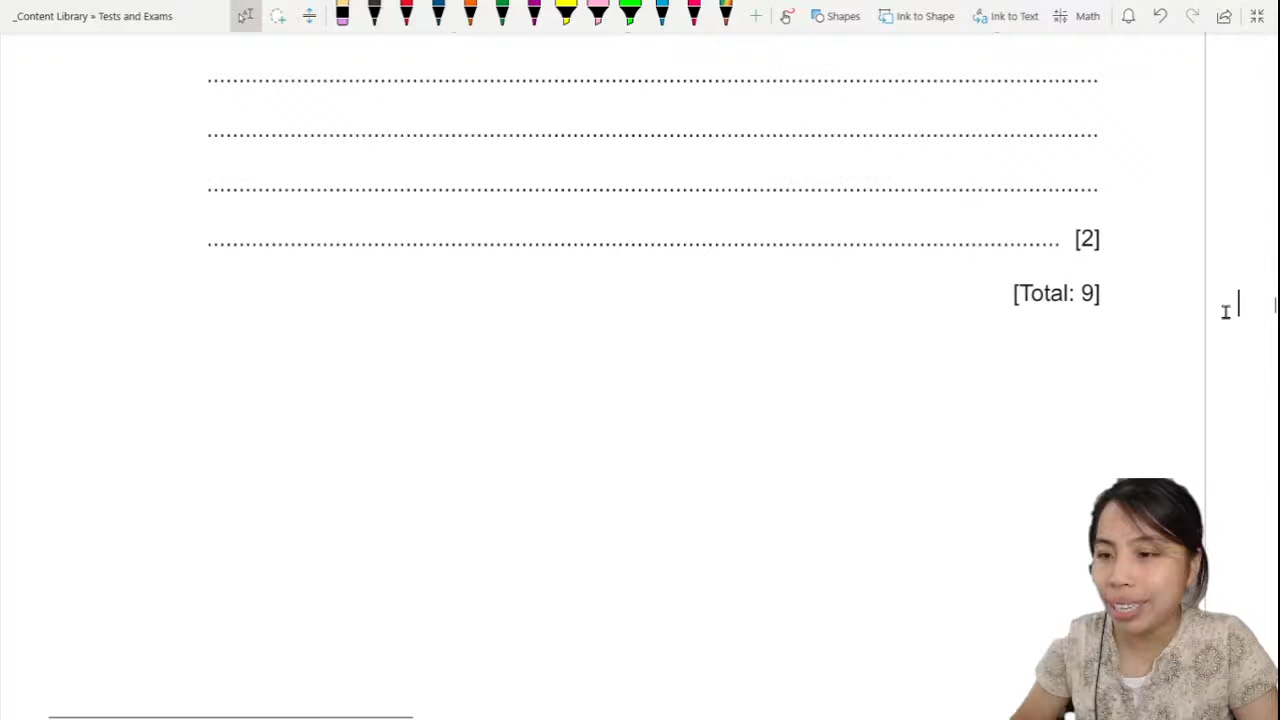 _Content Library » Tests and Exams
Shapes
Ink to Shape
Ink to Text
Math
[2]
[Total: 9]